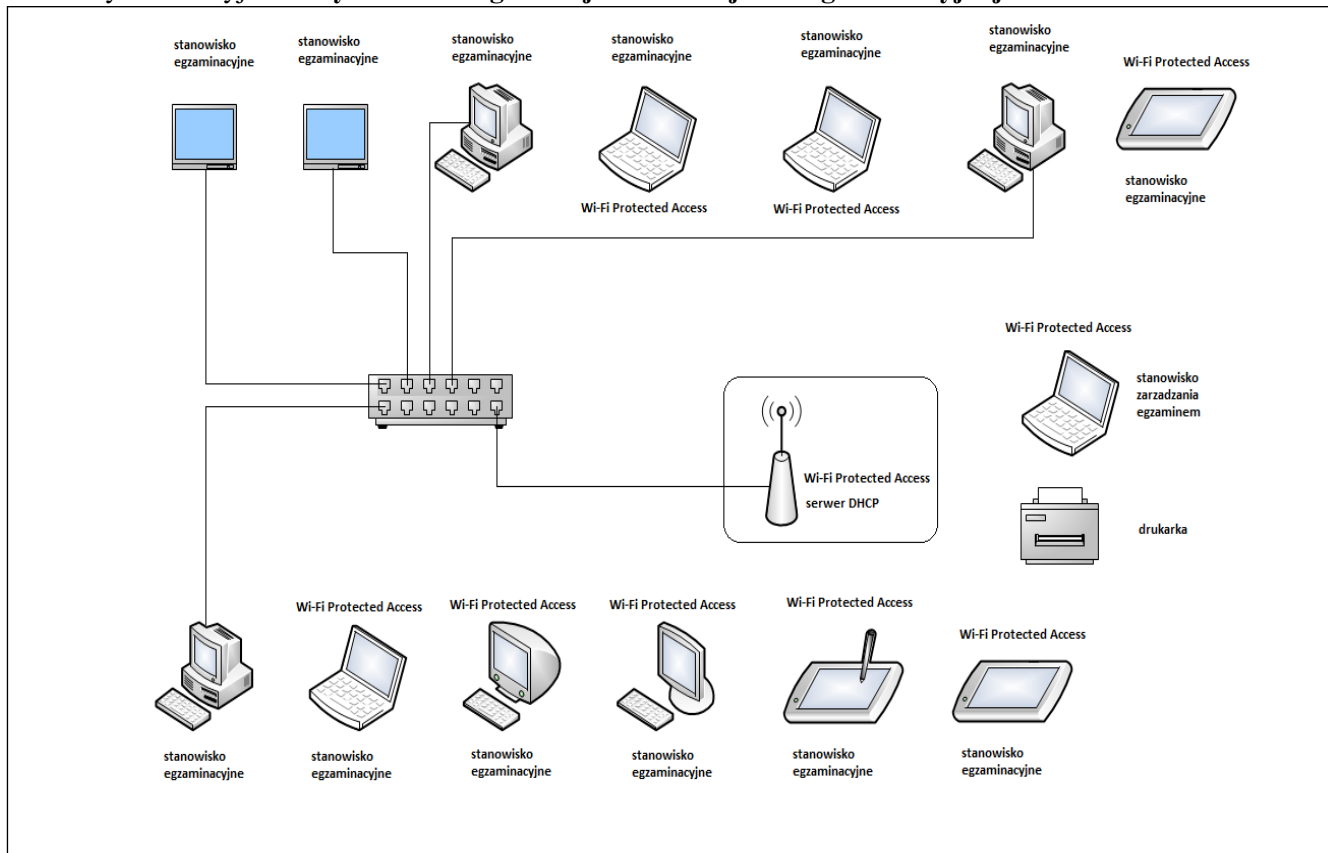 stanowisko
egzaminacyjne
stanowisko
egzaminacyjne
stanowisko
egzaminacyjne
stanowisko
egzaminacyjne
stanowisko
egzaminacyjne
stanowisko
egzaminacyjne
Wi-Fi Protected Access
Wi-Fi Protected Access
Wi-Fi Protected Access
stanowisko
egzaminacyjne
Wi-Fi Protected Access
stanowisko
zarzadzania
egzaminem
Wi-Fi Protected Access
serwer DHCP
drukarka
Wi-Fi Protected Access
Wi-Fi Protected Access
Wi-Fi Protected Access
Wi-Fi Protected Access
Wi-Fi Protected Access
stanowisko
egzaminacyjne
stanowisko
egzaminacyjne
stanowisko
egzaminacyjne
stanowisko
egzaminacyjne
stanowisko
egzaminacyjne
stanowisko
egzaminacyjne